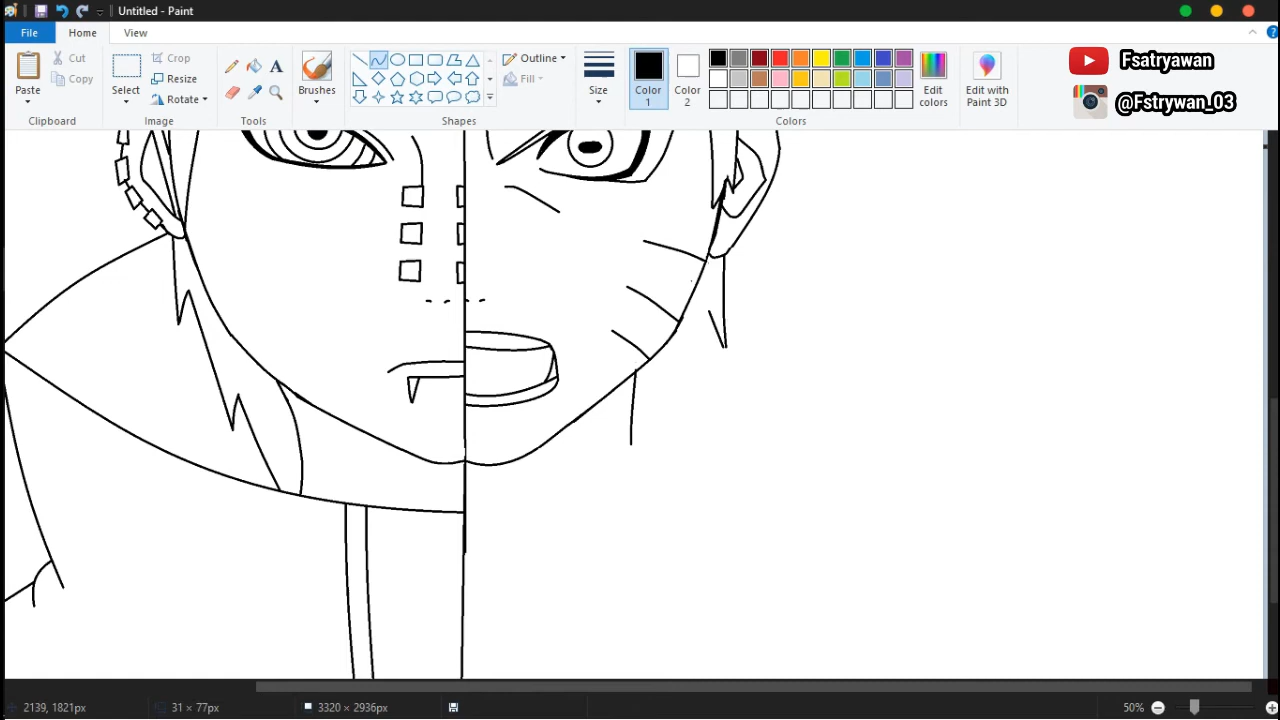 Untitled - Paint
File Home View
Paste Cut Copy Select Crop Resize Rotate A Brushes Outline Fill Size Color 1 Color 2 Edit colors Edit with Paint 3D Fsatryawan @Fstrywan_03
Clipboard Image Tools Shapes Colors
2139, 1821px 31 × 77px 3320 × 2936px 50%